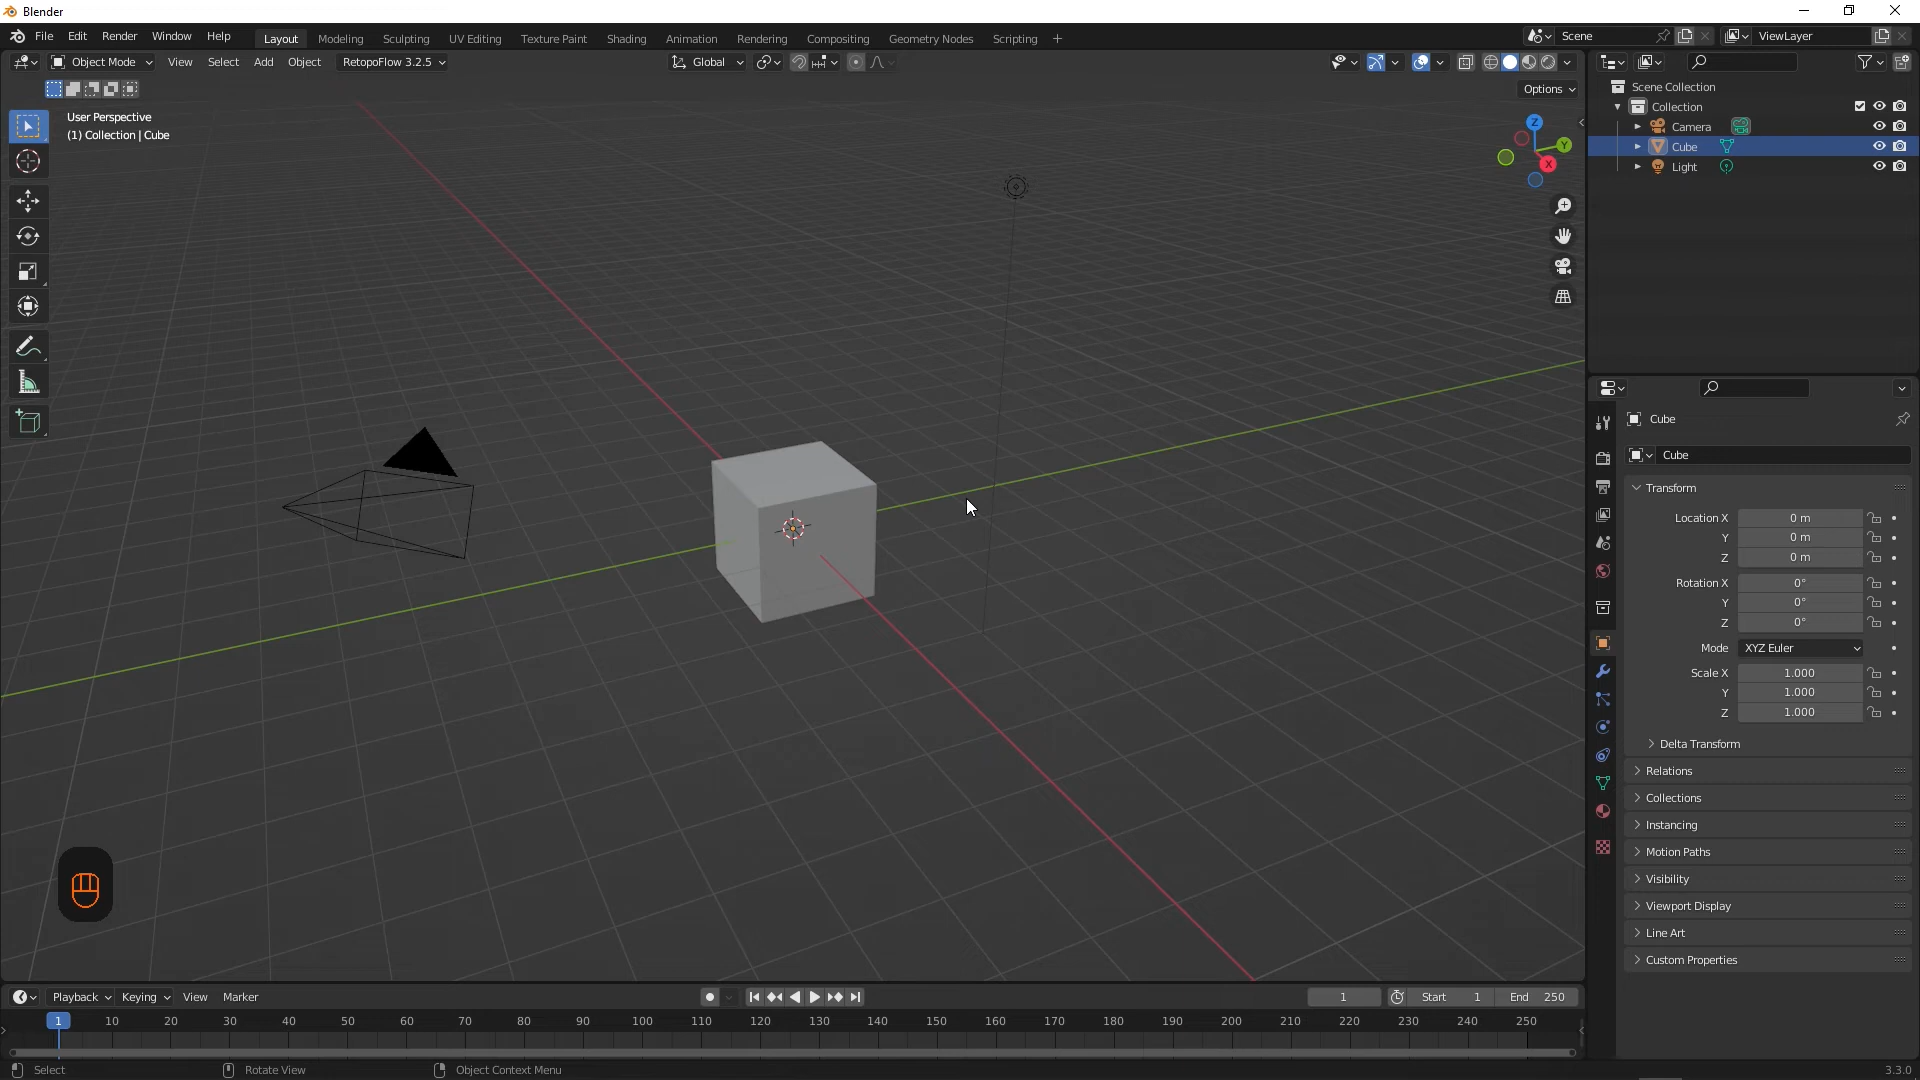 Blender
File Edit Render Window Help Layout Modeling Sculpting UV Editing Texture Paint Shading Animation Rendering Compositing Geometry Nodes Scripting + Scene ViewLayer
Object Mode View Select Add Object RetopoFlow 3.2.5 Global
Options
User Perspective
(1) Collection | Cube
Z
Y
X
Scene Collection
Collection
Camera
Cube
Light
Cube
Cube
Transform
Location X 0 m
Y 0 m
Z 0 m
Rotation X 0°
Y 0°
Z 0°
Mode XYZ Euler
Scale X 1.000
Y 1.000
Z 1.000
Delta Transform
Relations
Collections
Instancing
Motion Paths
Visibility
Viewport Display
Line Art
Custom Properties
Playback Keying View Marker 1 Start 1 End 250
1 10 20 30 40 50 60 70 80 90 100 110 120 130 140 150 160 170 180 190 200 210 220 230 240 250
Select Rotate View Object Context Menu 3.3.0